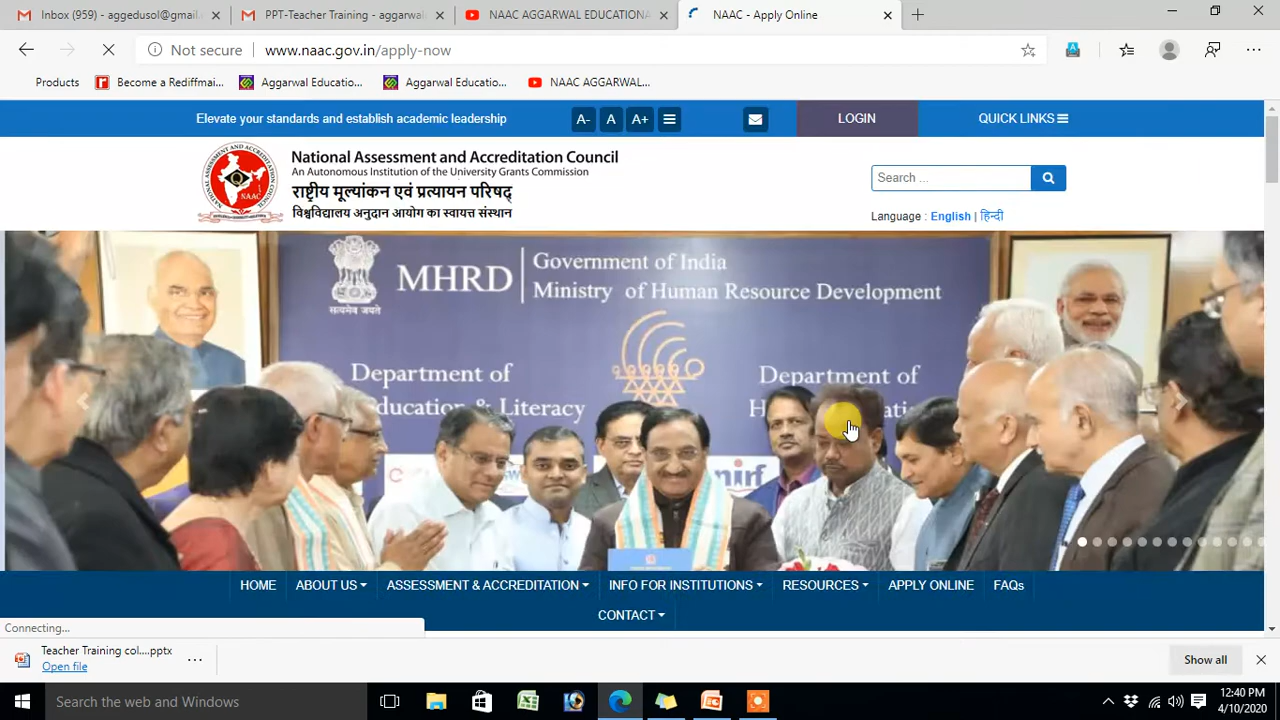 Inbox (959) - aggedusol@gmail.
PPT-Teacher Training - aggarwal
NAAC AGGARWAL EDUCATIONA
NAAC - Apply Online
Not secure
www.naac.gov.in/apply-now
Products
Become a Rediffmai...
Aggarwal Educatio...
Aggarwal Educatio...
NAAC AGGARWAL...
Elevate your standards and establish academic leadership
A-
A
A+
LOGIN
QUICK LINKS
National Assessment and Accreditation Council
An Autonomous Institution of the University Grants Commission
राष्ट्रीय मूल्यांकन एवं प्रत्यायन परिषद्
विश्वविद्यालय अनुदान आयोग का स्वायत्त संस्थान
NAAC
Search ...
Language : English | हिन्दी
MHRD
Government of India
Ministry of Human Resource Development
सत्यमेव जयते
Department of
Education & Literacy
Department of
nirf
HOME
ABOUT US
ASSESSMENT & ACCREDITATION
INFO FOR INSTITUTIONS
RESOURCES
APPLY ONLINE
FAQs
CONTACT
Connecting...
Teacher Training col....pptx
Open file
Show all
Search the web and Windows
12:40 PM
4/10/2020